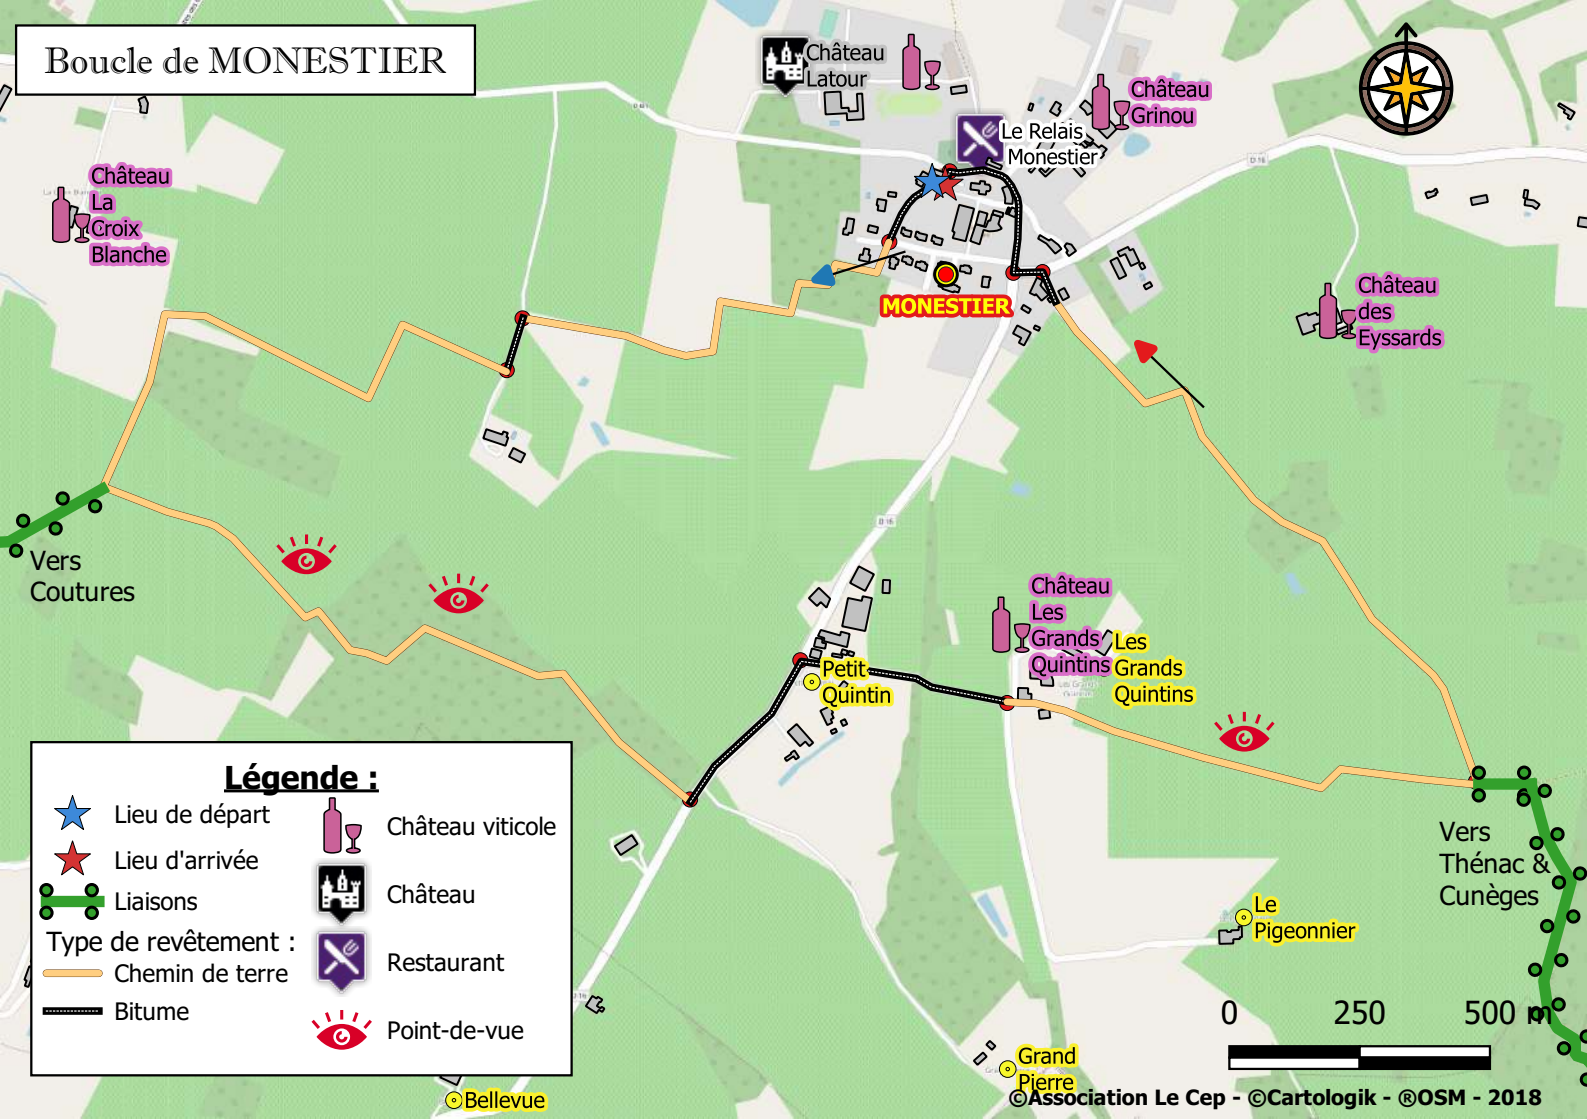 Boucle de MONESTIER
Château
Latour
Château
Grinou
Le Relais
Monestier
D 16
Château
La
Croix
Blanche
MONESTIER
Château
des
Eyssards
D 16
Vers
Coutures
Château
Les
Grands
Quintins
Les
Grands
Quintins
Petit
Quintin
Vers
Thénac &
Cunèges
Le
Pigeonnier
Grand
Pierre
Bellevue
D 16
Légende :
Lieu de départ
Lieu d'arrivée
Liaisons
Type de revêtement :
Chemin de terre
Bitume
Château viticole
Château
Restaurant
Point-de-vue
0 250 500 m
©Association Le Cep - ©Cartologik - ®OSM - 2018